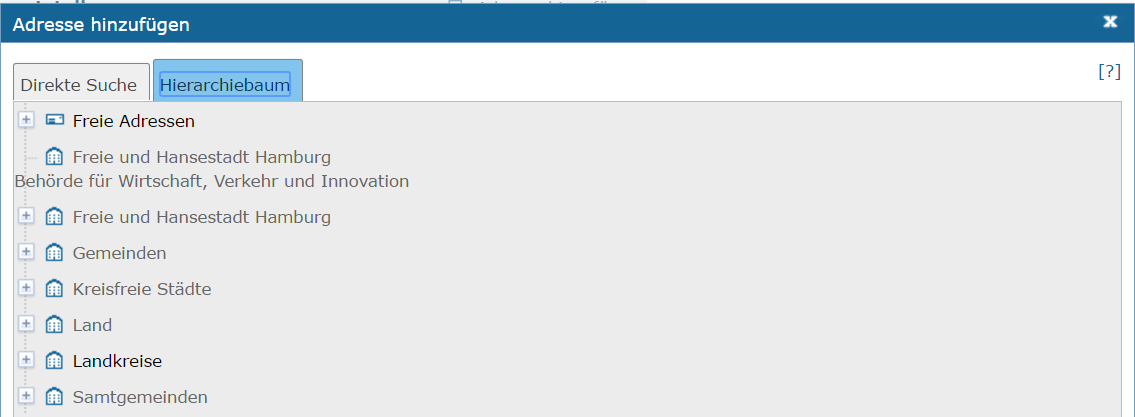 Adresse hinzufügen
Direkte Suche
Hierarchiebaum
[?]
Freie Adressen
Freie und Hansestadt Hamburg
Behörde für Wirtschaft, Verkehr und Innovation
Freie und Hansestadt Hamburg
Gemeinden
Kreisfreie Städte
Land
Landkreise
Samtgemeinden